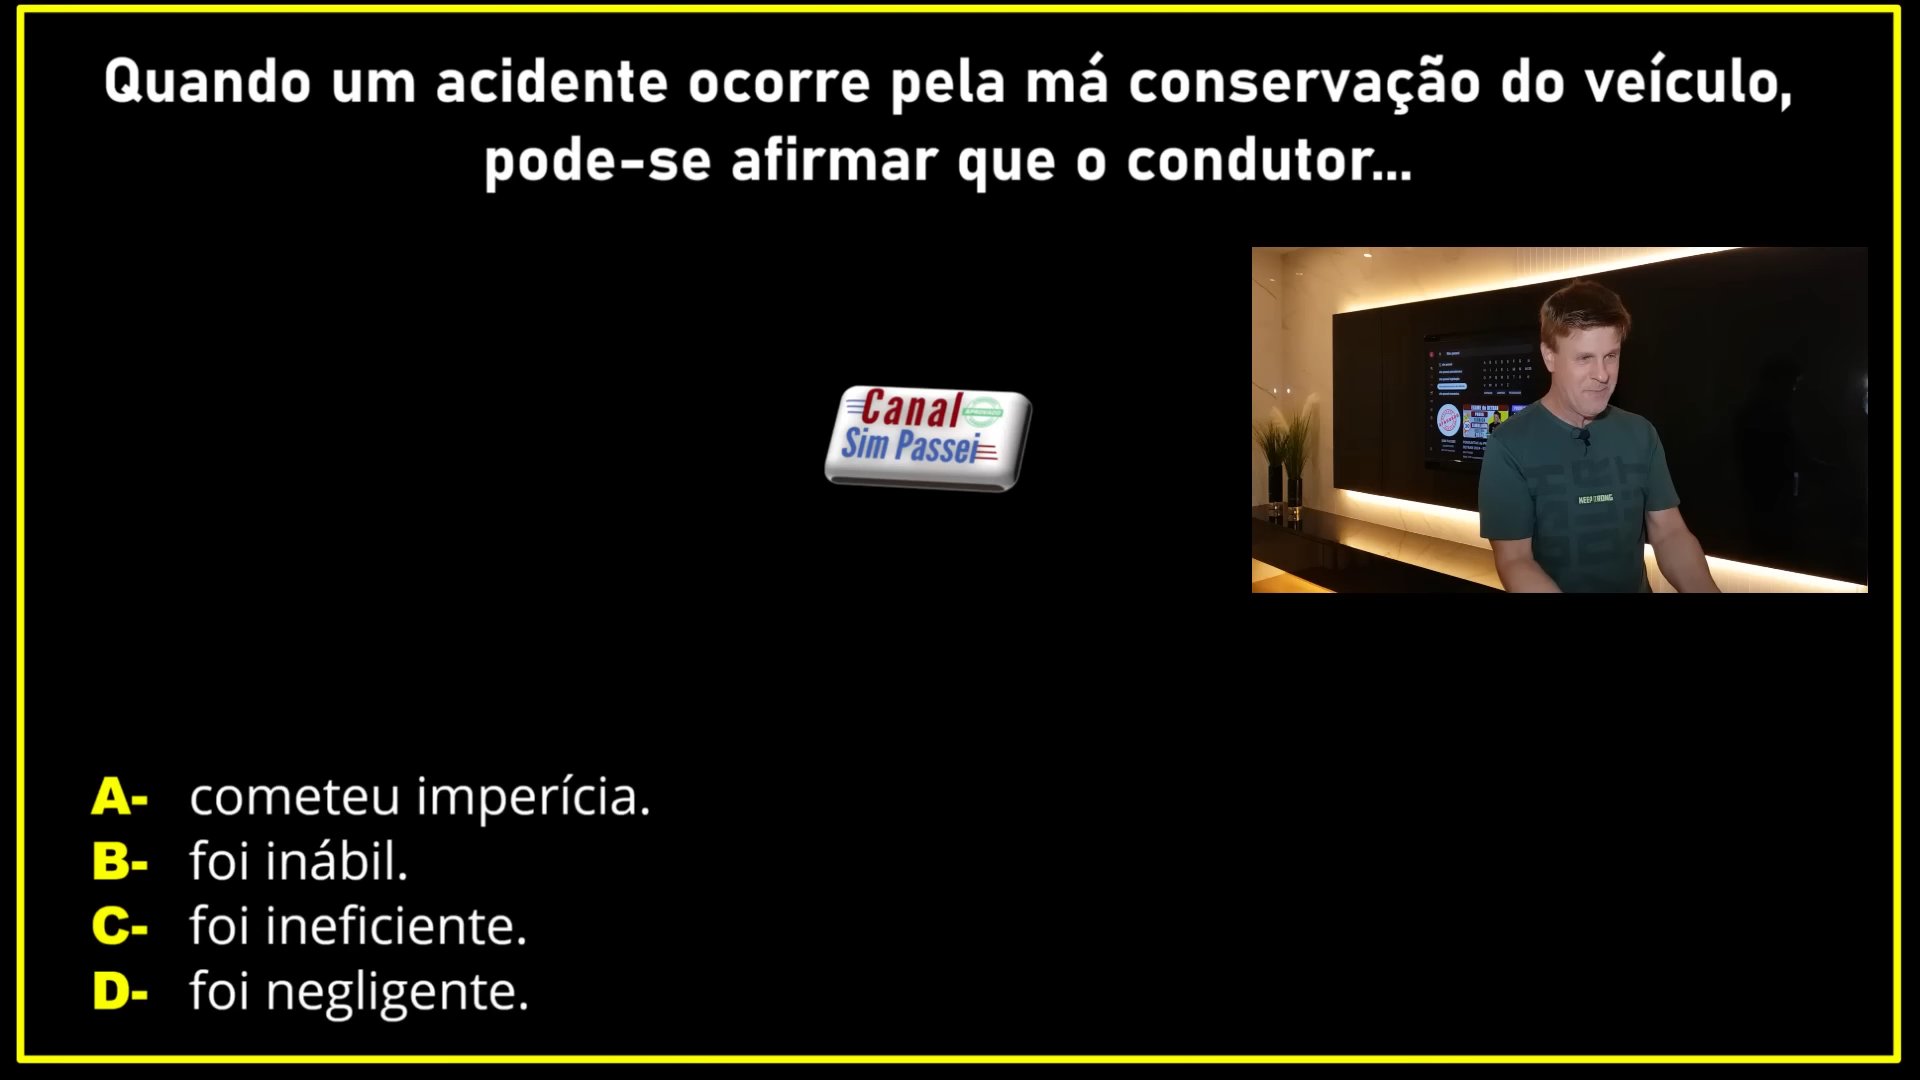 Quando um acidente ocorre pela má conservação do veículo,
pode-se afirmar que o condutor...
Canal
Sim Passei
A- cometeu imperícia.
B- foi inábil.
C- foi ineficiente.
D- foi negligente.